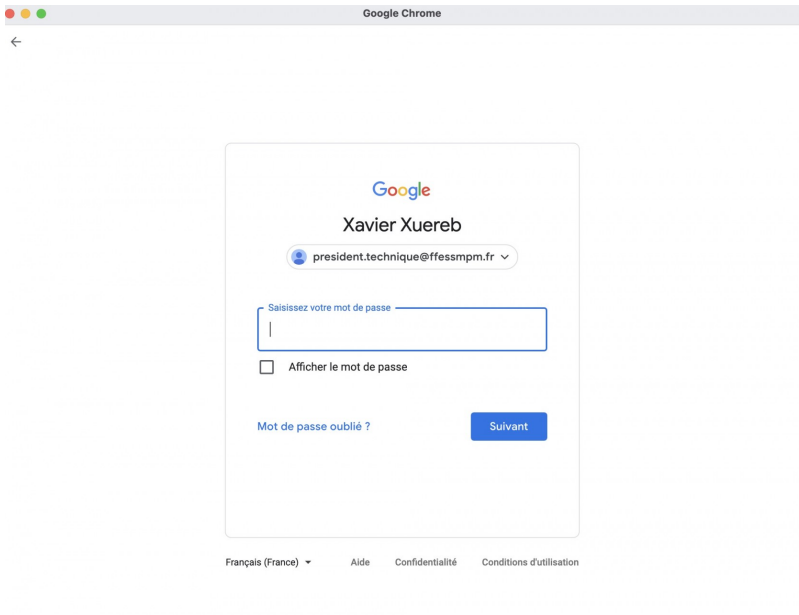 Google Chrome
Google
Xavier Xuereb
president.technique@ffessmpm.fr
Saisissez votre mot de passe
Afficher le mot de passe
Mot de passe oublié ?
Suivant
Français (France)
Aide
Confidentialité
Conditions d'utilisation